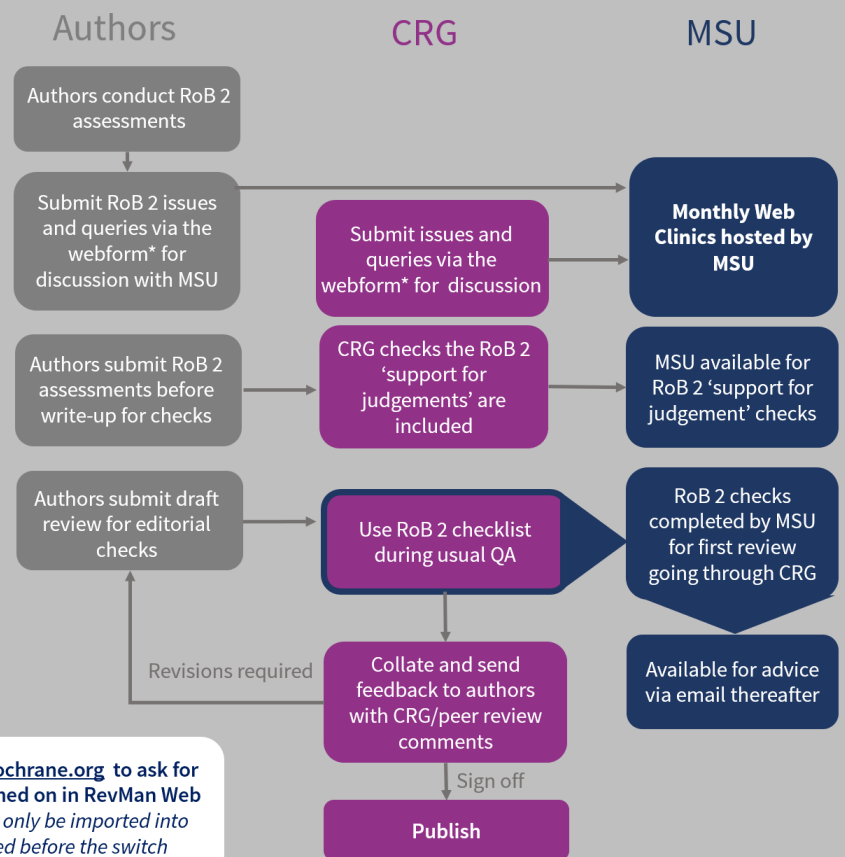 Authors
CRG
MSU
Authors conduct RoB 2
assessments
Submit RoB 2 issues
and queries via the
webform* for
discussion with MSU
Submit issues and
queries via the
webform* for discussion
Monthly Web
Clinics hosted by
MSU
Authors submit RoB 2
assessments before
write-up for checks
CRG checks the RoB 2
‘support for
judgements’ are
included
MSU available for
RoB 2 ‘support for
judgement’ checks
Authors submit draft
review for editorial
checks
Use RoB 2 checklist
during usual QA
RoB 2 checks
completed by MSU
for first review
going through CRG
Revisions required
Collate and send
feedback to authors
with CRG/peer review
comments
Available for advice
via email thereafter
Sign off
Publish
ochrane.org to ask for
ned on in RevMan Web
only be imported into
ed before the switch